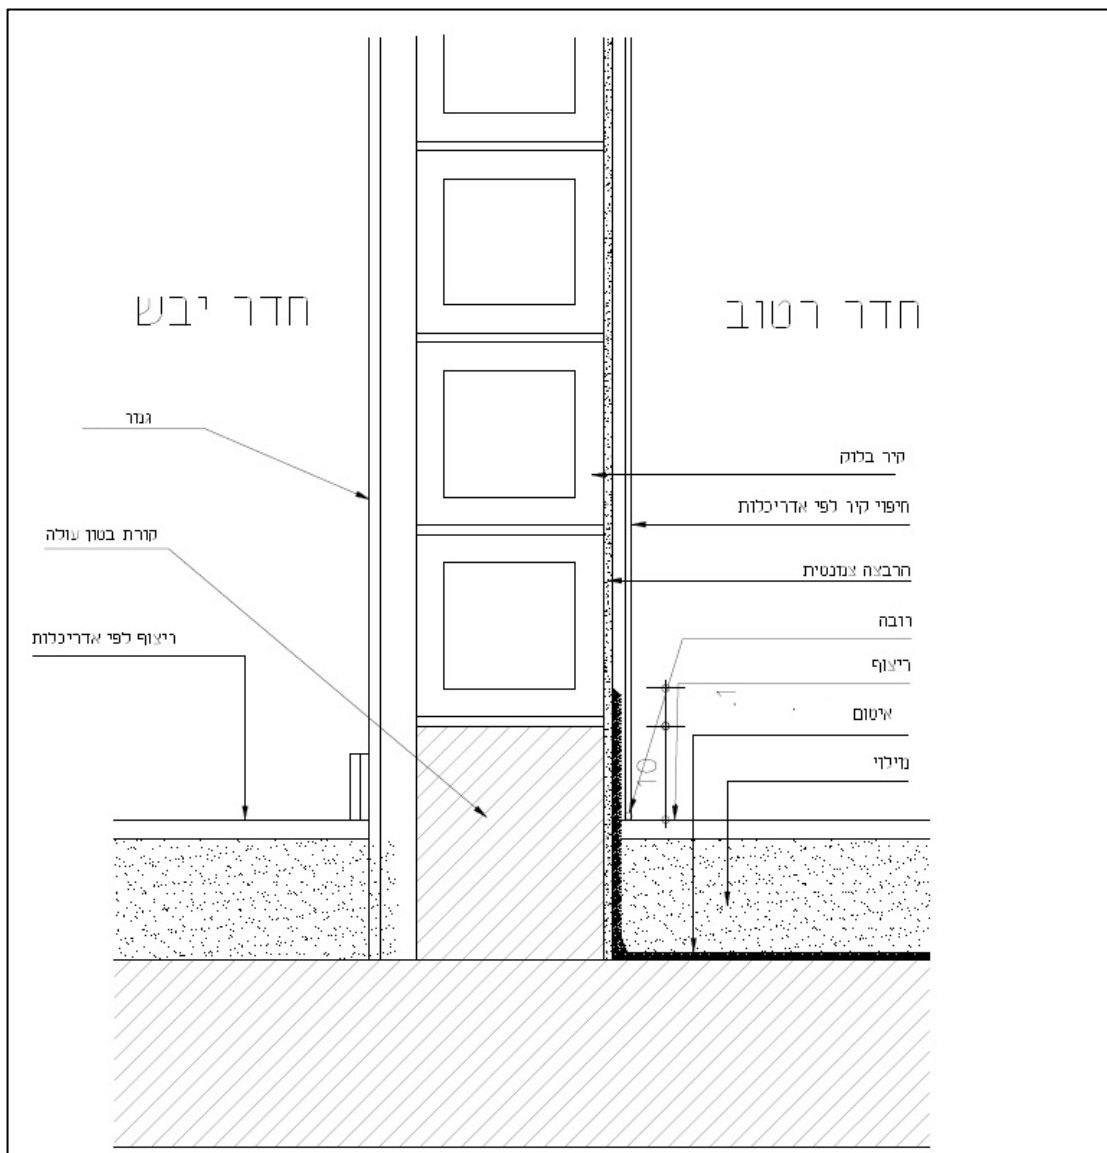 חדר רטוב
חדר יבש
גמר
קיר בלוק
חיפוי קיר לפי אדריכלות
קורת בטון עולה
הרבצה צמנטית
רובה
ריצוף לפי אדריכלות
ריצוף
איטום
מילוי
10